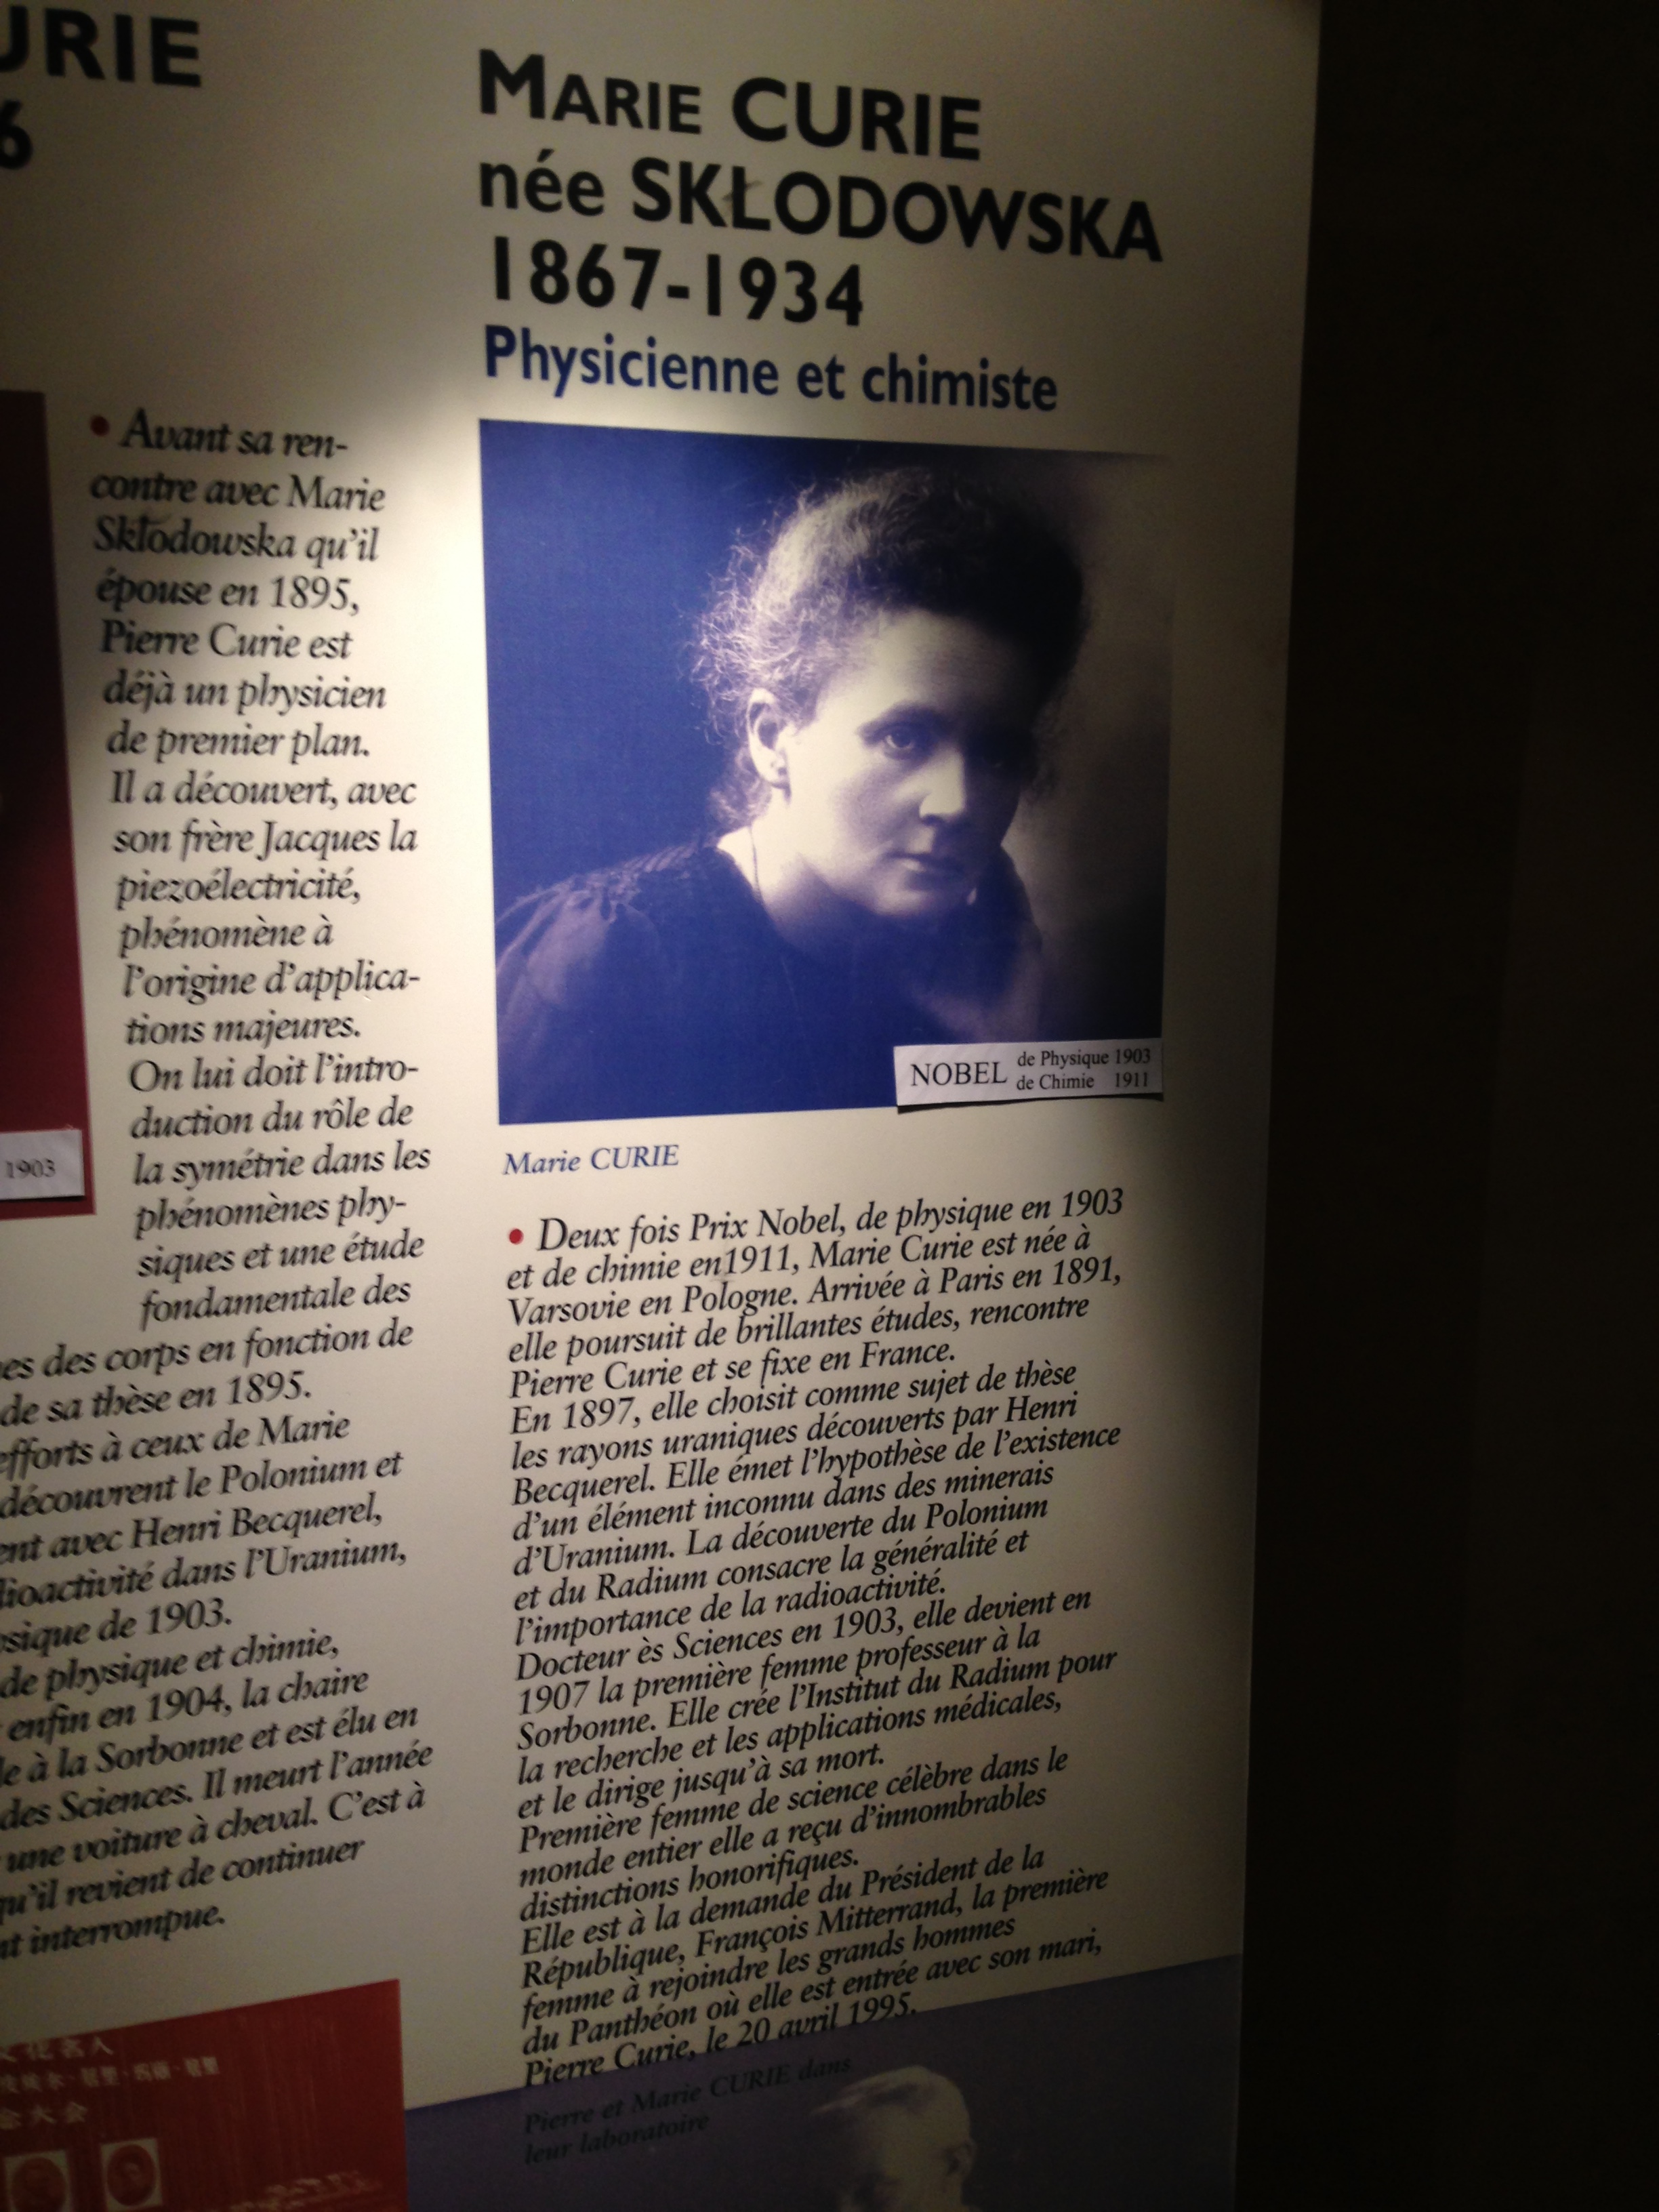 URIE
6
• Avant sa ren-
contre avec Marie
Skłodowska qu'il
épouse en 1895,
Pierre Curie est
déjà un physicien
de premier plan.
Il a découvert, avec
son frère Jacques la
piezoélectricité,
phénomène à
l'origine d'applica-
tions majeures.
On lui doit l'intro-
duction du rôle de
la symétrie dans les
phénomènes phy-
siques et une étude
fondamentale des
es des corps en fonction de
de sa thèse en 1895.
efforts à ceux de Marie
découvrent le Polonium et
ent avec Henri Becquerel,
dioactivité dans l'Uranium,
sique de 1903.
de physique et chimie,
enfin en 1904, la chaire
le à la Sorbonne et est élu en
des Sciences. Il meurt l'année
une voiture à cheval. C'est à
qu'il revient de continuer
nt interrompue.
1903
MARIE CURIE
née SKŁODOWSKA
1867-1934
Physicienne et chimiste
NOBEL de Physique 1903
de Chimie 1911
Marie CURIE
• Deux fois Prix Nobel, de physique en 1903
et de chimie en1911, Marie Curie est née à
Varsovie en Pologne. Arrivée à Paris en 1891,
elle poursuit de brillantes études, rencontre
Pierre Curie et se fixe en France.
En 1897, elle choisit comme sujet de thèse
les rayons uraniques découverts par Henri
Becquerel. Elle émet l'hypothèse de l'existence
d'un élément inconnu dans des minerais
d'Uranium. La découverte du Polonium
et du Radium consacre la généralité et
l'importance de la radioactivité.
Docteur ès Sciences en 1903, elle devient en
1907 la première femme professeur à la
Sorbonne. Elle crée l'Institut du Radium pour
la recherche et les applications médicales,
et le dirige jusqu'à sa mort.
Première femme de science célèbre dans le
monde entier elle a reçu d'innombrables
distinctions honorifiques.
Elle est à la demande du Président de la
République, François Mitterrand, la première
femme à rejoindre les grands hommes
du Panthéon où elle est entrée avec son mari,
Pierre Curie, le 20 avril 1995.
Pierre et Marie CURIE dans
leur laboratoire